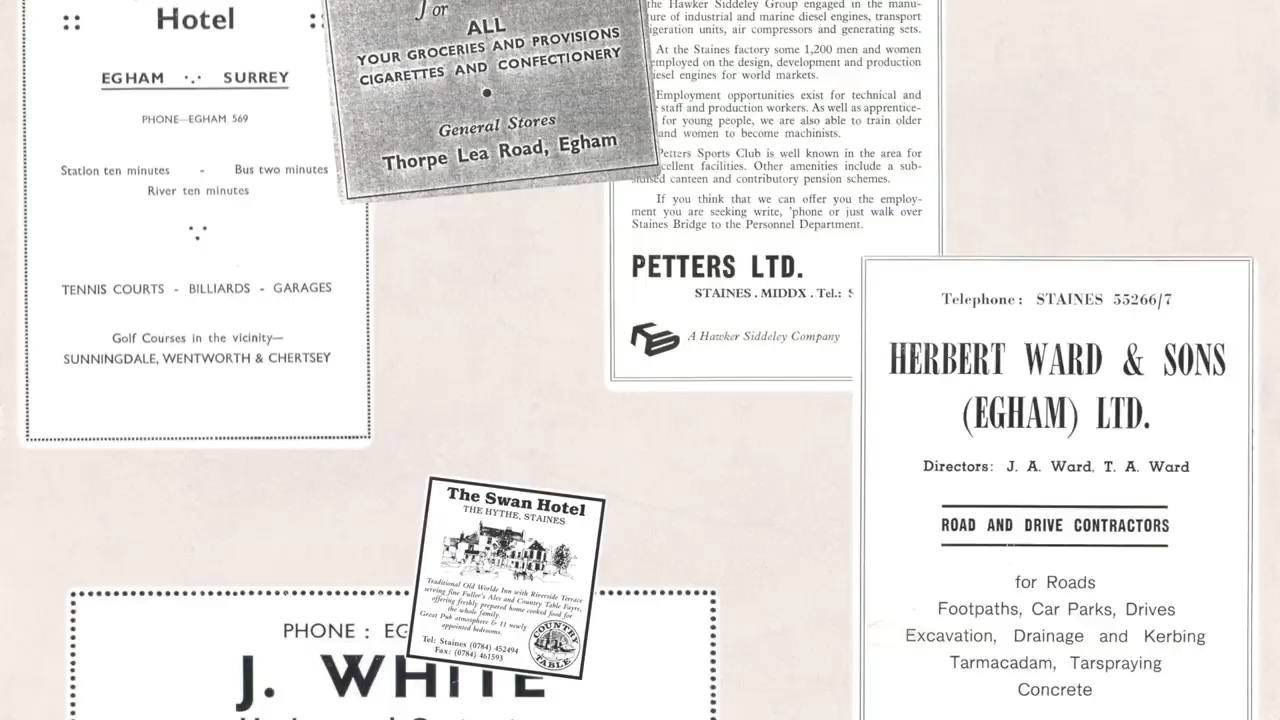 Hotel
EGHAM ·.· SURREY
PHONE—EGHAM 569
Station ten minutes - Bus two minutes
River ten minutes
TENNIS COURTS - BILLIARDS - GARAGES
Golf Courses in the vicinity—
SUNNINGDALE, WENTWORTH & CHERTSEY
for
ALL
YOUR GROCERIES AND PROVISIONS
CIGARETTES AND CONFECTIONERY
General Stores
Thorpe Lea Road, Egham
the Hawker Siddeley Group engaged in the manu-
ure of industrial and marine diesel engines, transport
igeration units, air compressors and generating sets.
At the Staines factory some 1,200 men and women
employed on the design, development and production
iesel engines for world markets.
Employment opportunities exist for technical and
staff and production workers. As well as apprentice-
for young people, we are also able to train older
and women to become machinists.
Petters Sports Club is well known in the area for
cellent facilities. Other amenities include a sub-
sidised canteen and contributory pension schemes.
If you think that we can offer you the employ-
ment you are seeking write, 'phone or just walk over
Staines Bridge to the Personnel Department.
PETTERS LTD.
STAINES . MIDDX . Tel.:
A Hawker Siddeley Company
Telephone: STAINES 55266/7
HERBERT WARD & SONS
(EGHAM) LTD.
Directors: J. A. Ward, T. A. Ward
ROAD AND DRIVE CONTRACTORS
for Roads
Footpaths, Car Parks, Drives
Excavation, Drainage and Kerbing
Tarmacadam, Tarspraying
Concrete
The Swan Hotel
THE HYTHE, STAINES
Traditional Old Worlde Inn with Riverside Terrace
serving fine Fuller's Ales and Country Table Fayre,
offering freshly prepared home cooked food for
the whole family.
Great Pub atmosphere & 11 newly
appointed bedrooms.
Tel: Staines (0784) 452494
Fax: (0784) 461593
COUNTRY
TABLE
PHONE : EG
J. WHITE